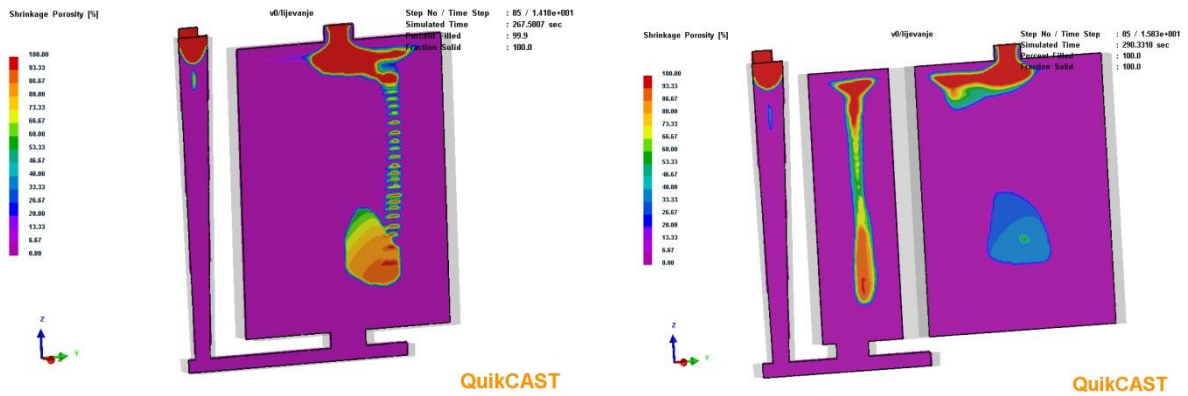 Shrinkage Porosity [%]
v0/lijevanje
Step No / Time Step : 85 / 1.418e+001
Simulated Time : 267.5807 sec
Percent Filled : 99.9
Fraction Solid : 100.0
100.00
93.33
86.67
80.00
73.33
66.67
60.00
53.33
46.67
40.00
33.33
26.67
20.00
13.33
6.67
0.00
Z
Y
QuikCAST
Shrinkage Porosity [%]
v0/lijevanje
Step No / Time Step : 85 / 1.583e+001
Simulated Time : 290.3318 sec
Percent Filled : 100.0
Fraction Solid : 100.0
100.00
93.33
86.67
80.00
73.33
66.67
60.00
53.33
46.67
40.00
33.33
26.67
20.00
13.33
6.67
0.00
Z
Y
QuikCAST